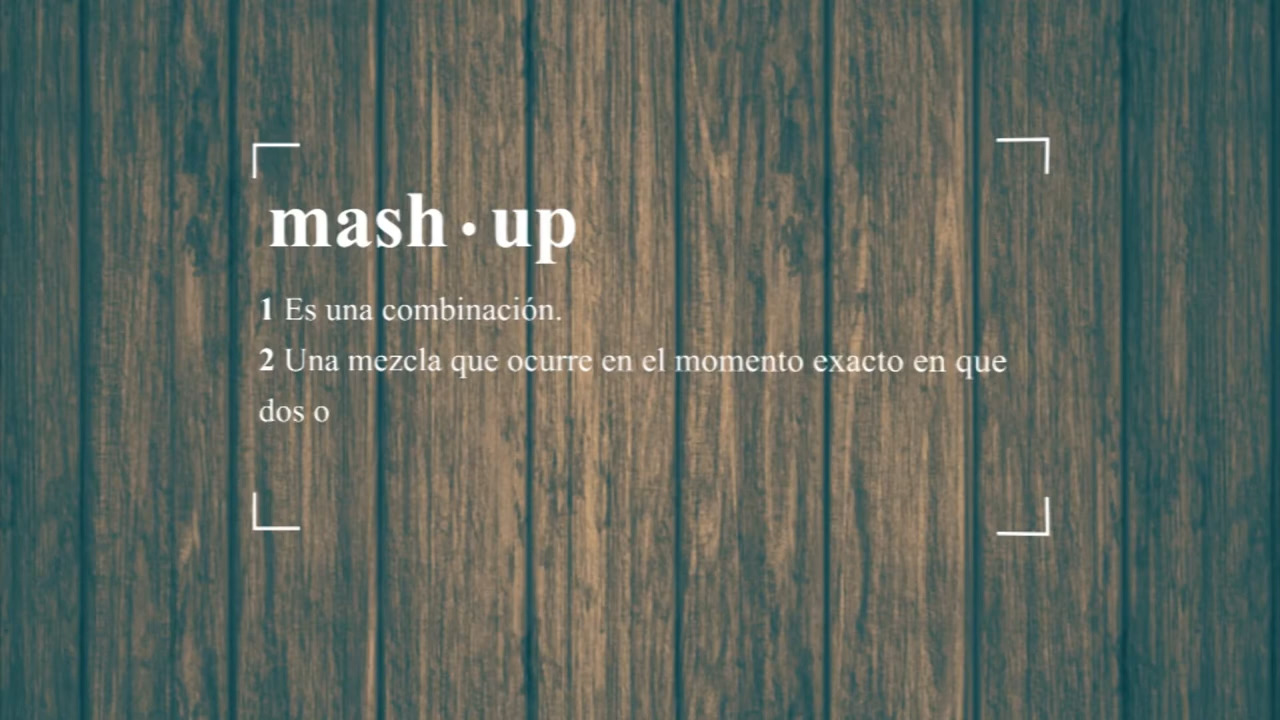 mash·up
1 Es una combinación.
2 Una mezcla que ocurre en el momento exacto en que
dos o